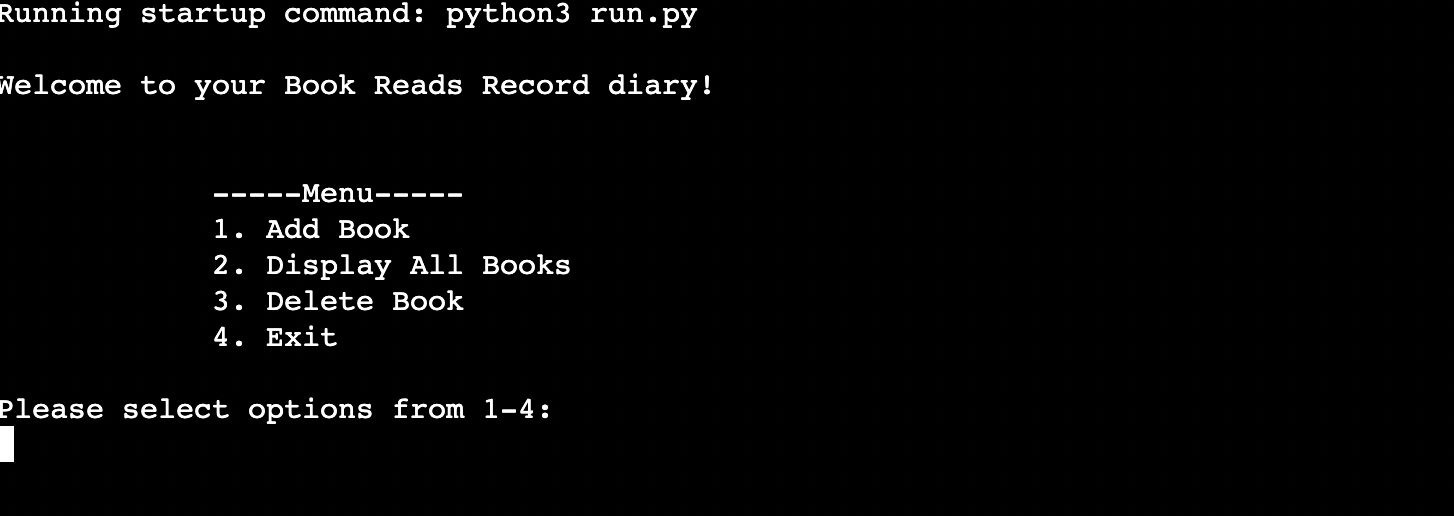 Running startup command: python3 run.py
Welcome to your Book Reads Record diary!
-----Menu-----
1. Add Book
2. Display All Books
3. Delete Book
4. Exit
Please select options from 1-4: